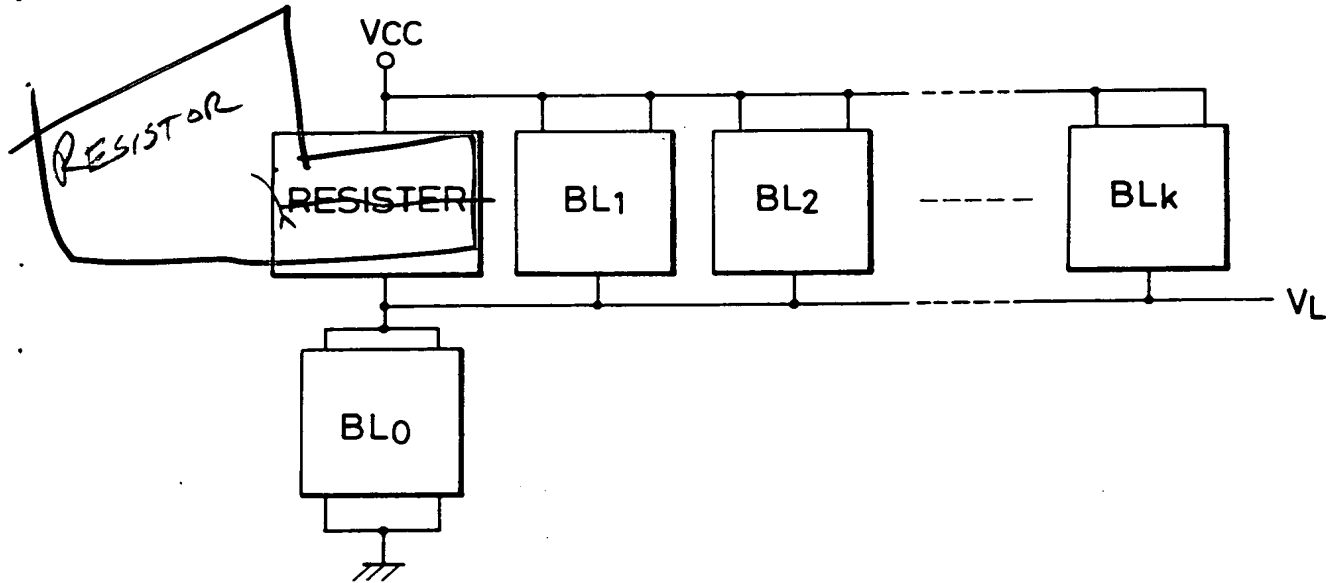 VCC
RESISTOR
RESISTER
BL1
BL2
BLk
VL
BL0